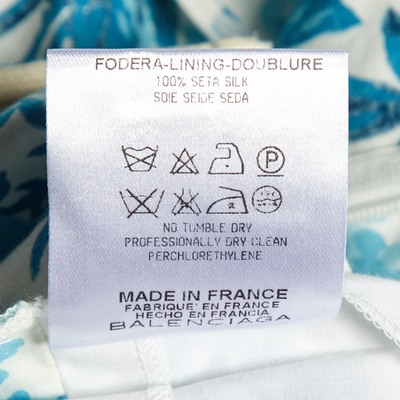 FODERA-LINING-DOUBLURE
100% SETA SILK
SOIE SEIDE SEDA
P
NO TUMBLE DRY
PROFESSIONALLY DRY CLEAN
PERCHLORETHYLENE
MADE IN FRANCE
FABRIQUE' EN FRANCE
HECHO EN FRANCIA
BALENCIAGA